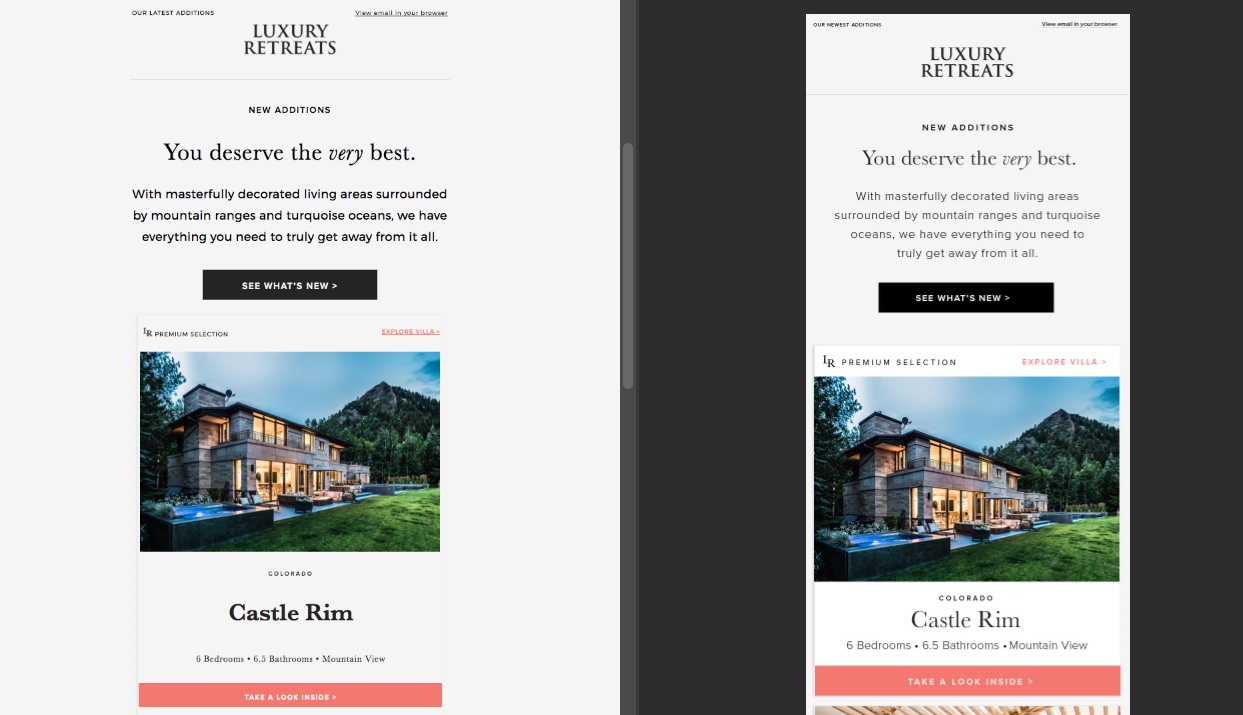 OUR LATEST ADDITIONS
View email in your browser
LUXURY
RETREATS
NEW ADDITIONS
You deserve the very best.
With masterfully decorated living areas surrounded
by mountain ranges and turquoise oceans, we have
everything you need to truly get away from it all.
SEE WHAT'S NEW >
LR PREMIUM SELECTION
EXPLORE VILLA >
COLORADO
Castle Rim
6 Bedrooms • 6.5 Bathrooms • Mountain View
TAKE A LOOK INSIDE >
OUR NEWEST ADDITIONS
View email in your browser
LUXURY
RETREATS
NEW ADDITIONS
You deserve the very best.
With masterfully decorated living areas
surrounded by mountain ranges and turquoise
oceans, we have everything you need to
truly get away from it all.
SEE WHAT'S NEW >
LR PREMIUM SELECTION
EXPLORE VILLA >
COLORADO
Castle Rim
6 Bedrooms • 6.5 Bathrooms • Mountain View
TAKE A LOOK INSIDE >